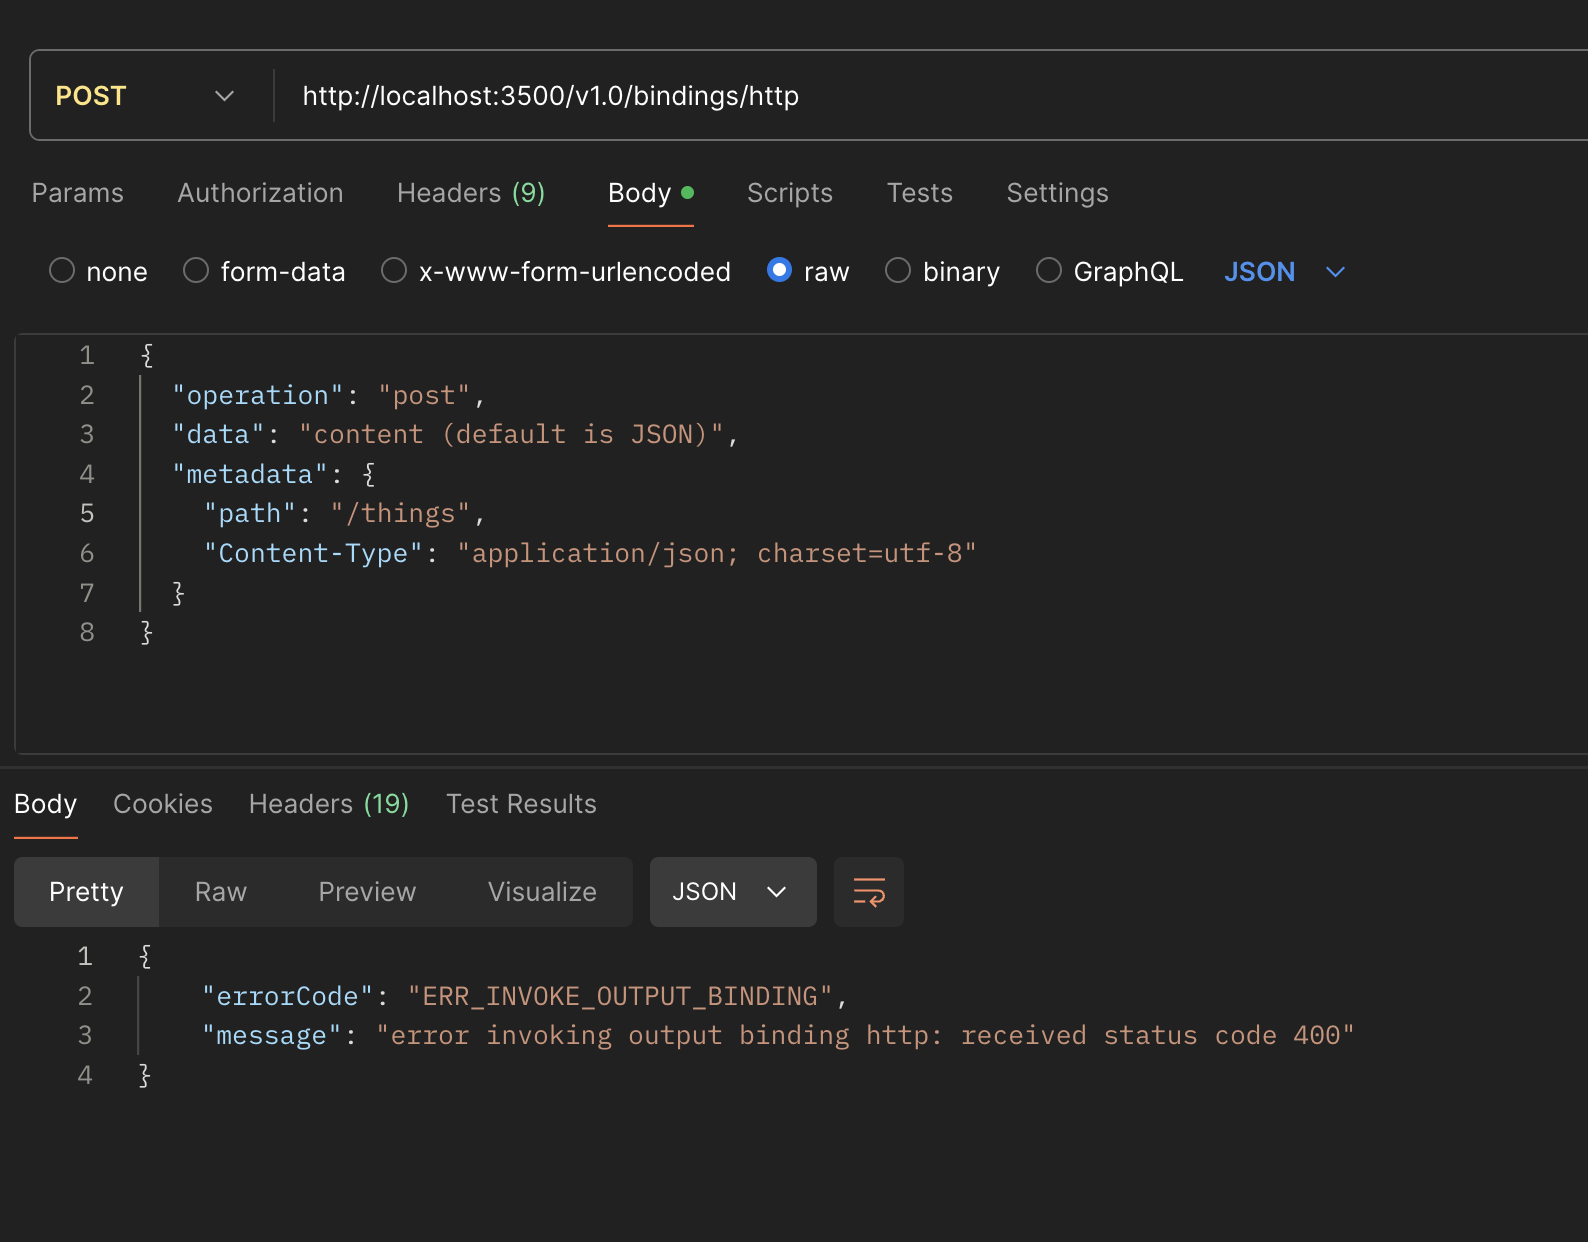 POST http://localhost:3500/v1.0/bindings/http
Params Authorization Headers (9) Body Scripts Tests Settings
none form-data x-www-form-urlencoded raw binary GraphQL JSON
1 {
2 "operation": "post",
3 "data": "content (default is JSON)",
4 "metadata": {
5 "path": "/things",
6 "Content-Type": "application/json; charset=utf-8"
7 }
8 }
Body Cookies Headers (19) Test Results
Pretty Raw Preview Visualize JSON
1 {
2 "errorCode": "ERR_INVOKE_OUTPUT_BINDING",
3 "message": "error invoking output binding http: received status code 400"
4 }